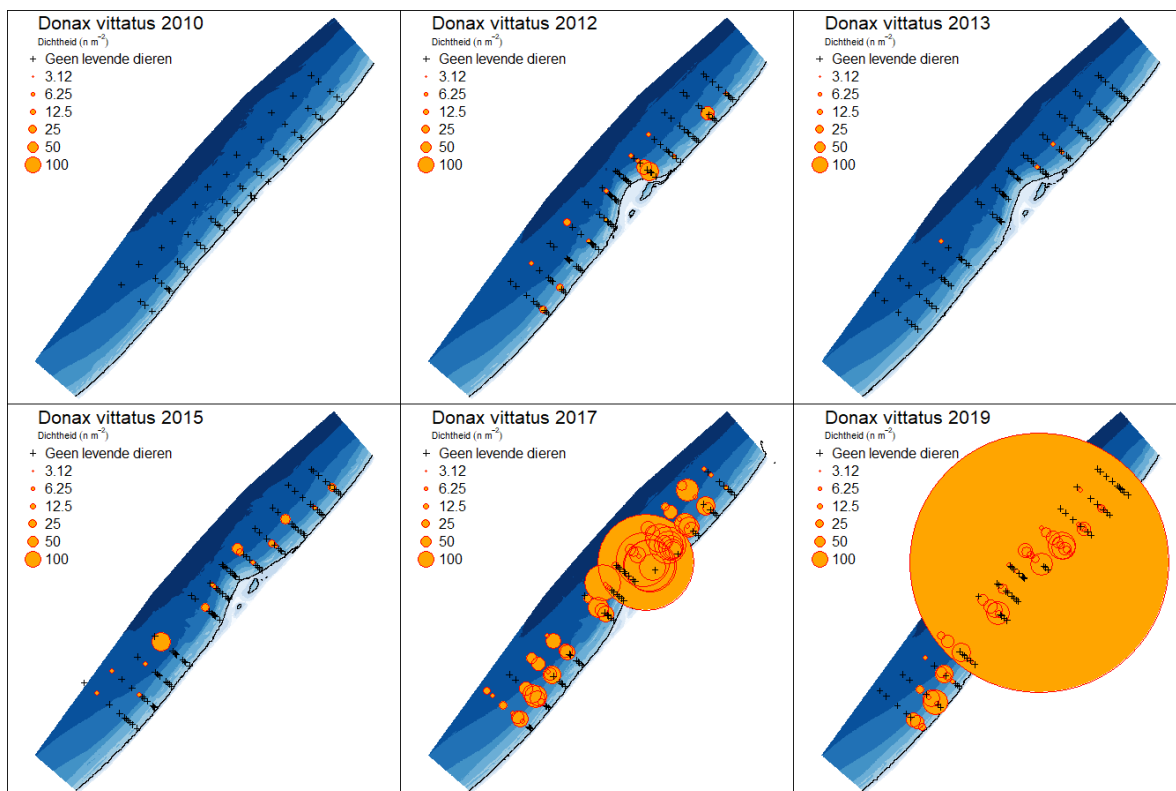 Donax vittatus 2010
Dichtheid (n m⁻²)
Geen levende dieren
3.12
6.25
12.5
25
50
100
Donax vittatus 2012
Dichtheid (n m⁻²)
Geen levende dieren
3.12
6.25
12.5
25
50
100
Donax vittatus 2013
Dichtheid (n m⁻²)
Geen levende dieren
3.12
6.25
12.5
25
50
100
Donax vittatus 2015
Dichtheid (n m⁻²)
Geen levende dieren
3.12
6.25
12.5
25
50
100
Donax vittatus 2017
Dichtheid (n m⁻²)
Geen levende dieren
3.12
6.25
12.5
25
50
100
Donax vittatus 2019
Dichtheid (n m⁻²)
Geen levende dieren
3.12
6.25
12.5
25
50
100